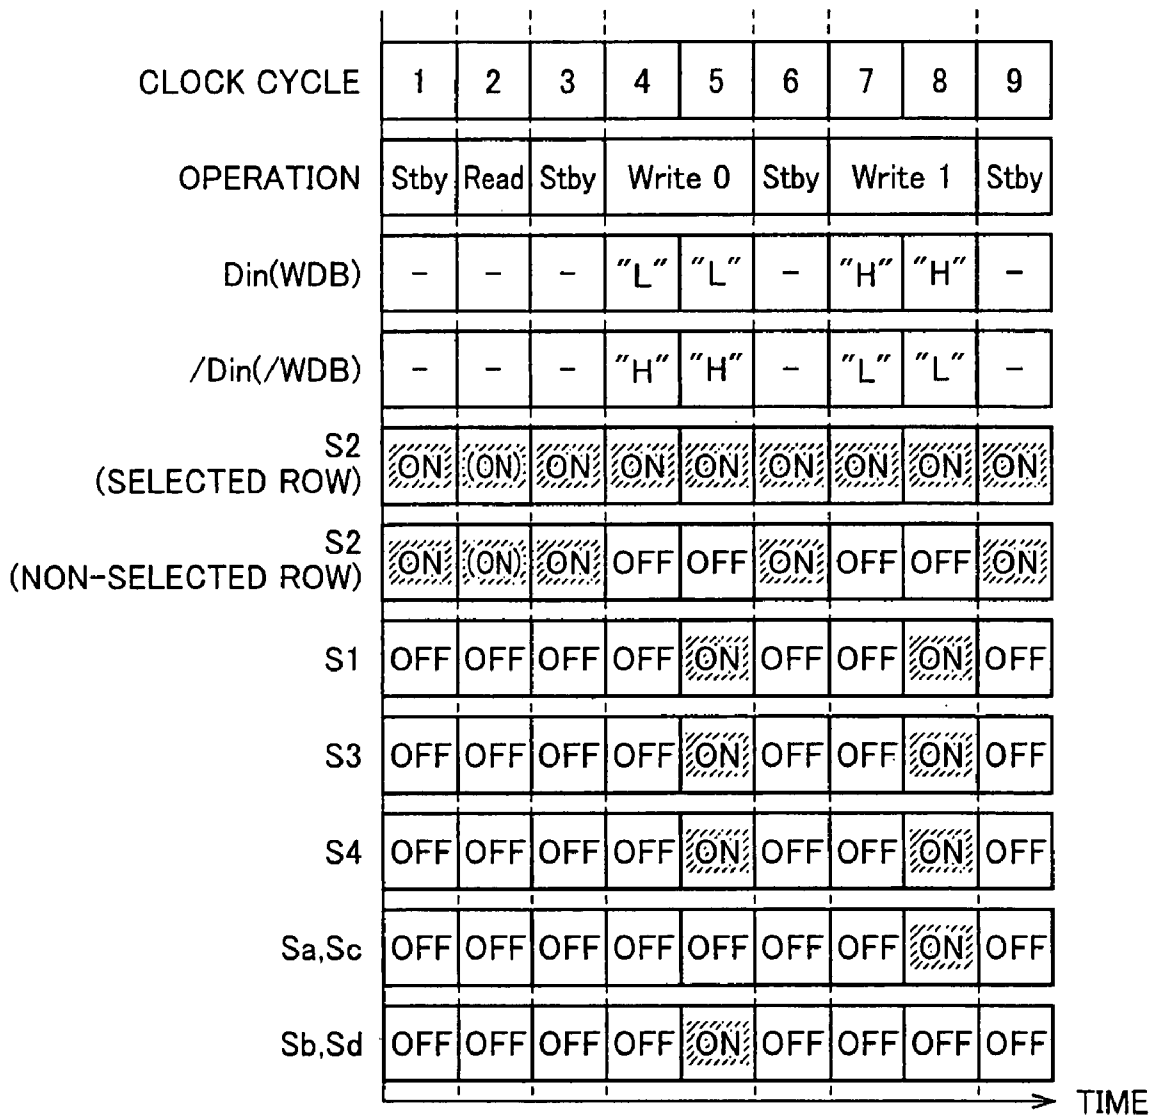 CLOCK CYCLE 1 2 3 4 5 6 7 8 9
OPERATION Stby Read Stby Write 0 Stby Write 1 Stby
Din(WDB) - - - "L" "L" - "H" "H" -
/Din(/WDB) - - - "H" "H" - "L" "L" -
S2
(SELECTED ROW) ON (ON) ON ON ON ON ON ON ON
S2
(NON-SELECTED ROW) ON (ON) ON OFF OFF ON OFF OFF ON
S1 OFF OFF OFF OFF ON OFF OFF ON OFF
S3 OFF OFF OFF OFF ON OFF OFF ON OFF
S4 OFF OFF OFF OFF ON OFF OFF ON OFF
Sa,Sc OFF OFF OFF OFF OFF OFF OFF ON OFF
Sb,Sd OFF OFF OFF OFF ON OFF OFF OFF OFF
TIME